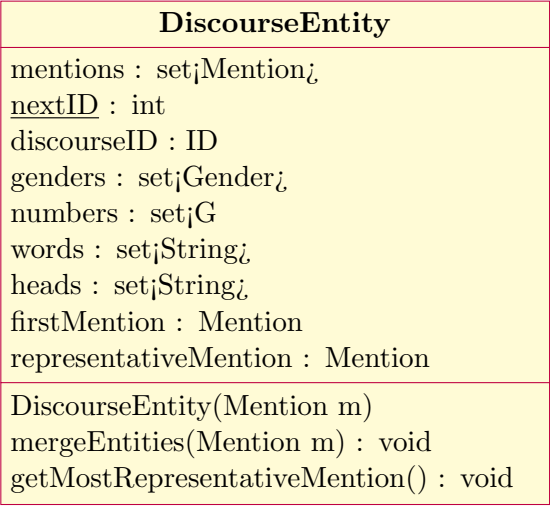 DiscourseEntity
mentions : set¡Mention¿
nextID : int
discourseID : ID
genders : set¡Gender¿
numbers : set¡G
words : set¡String¿
heads : set¡String¿
firstMention : Mention
representativeMention : Mention
DiscourseEntity(Mention m)
mergeEntities(Mention m) : void
getMostRepresentativeMention() : void